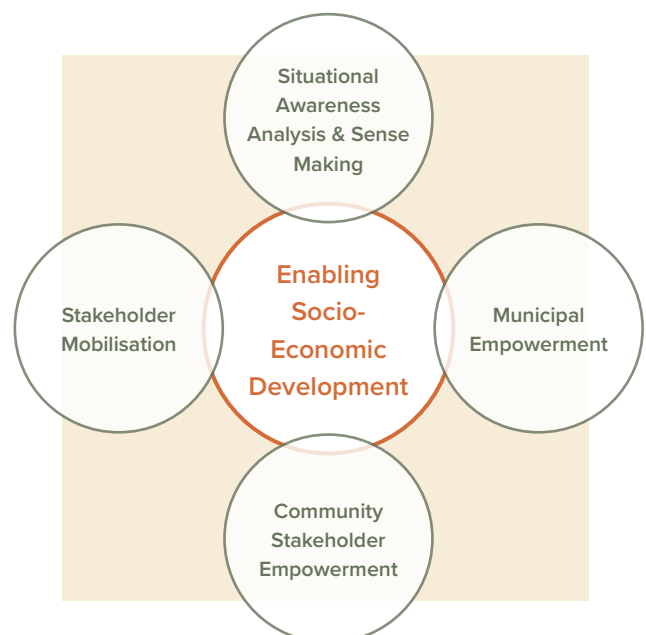 Situational
Awareness
Analysis & Sense
Making
Enabling
Socio-
Economic
Development
Stakeholder
Mobilisation
Municipal
Empowerment
Community
Stakeholder
Empowerment